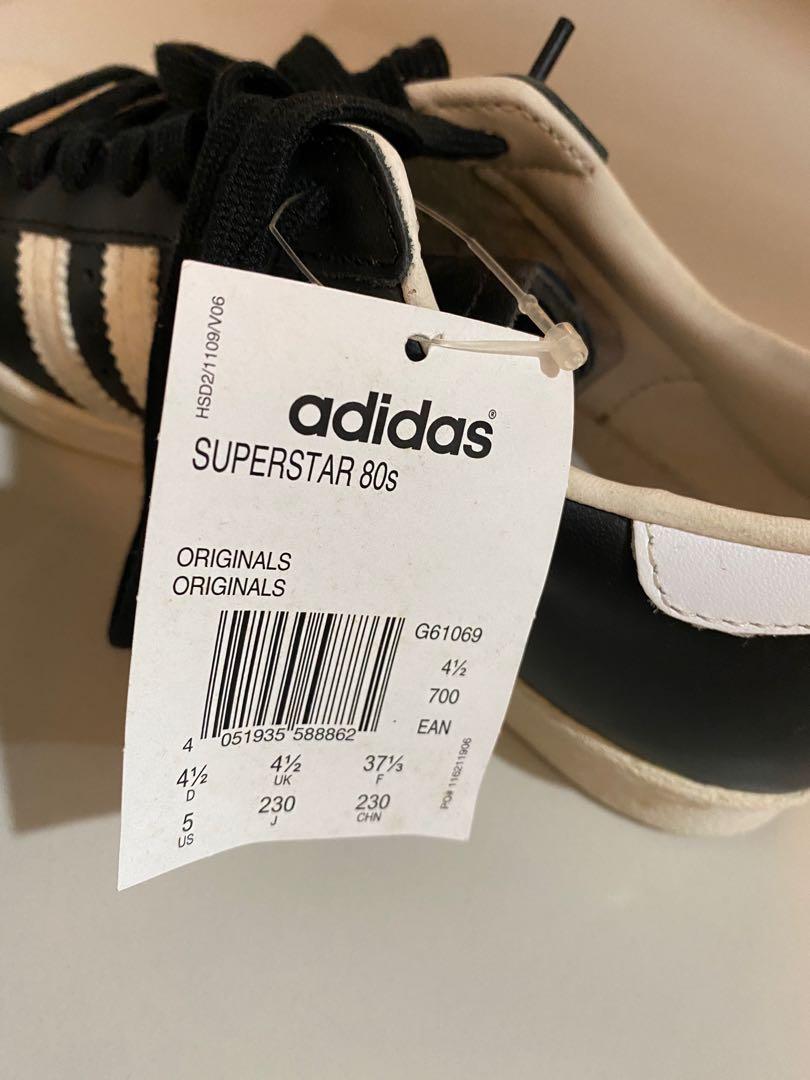 HSD2/1109/V06
adidas®
SUPERSTAR 80s
ORIGINALS
ORIGINALS
G61069
4½
700
EAN
4 051935 588862
4½ 4½ 37⅓
D UK F
5 230 230
US J CHN
PO# 116211906